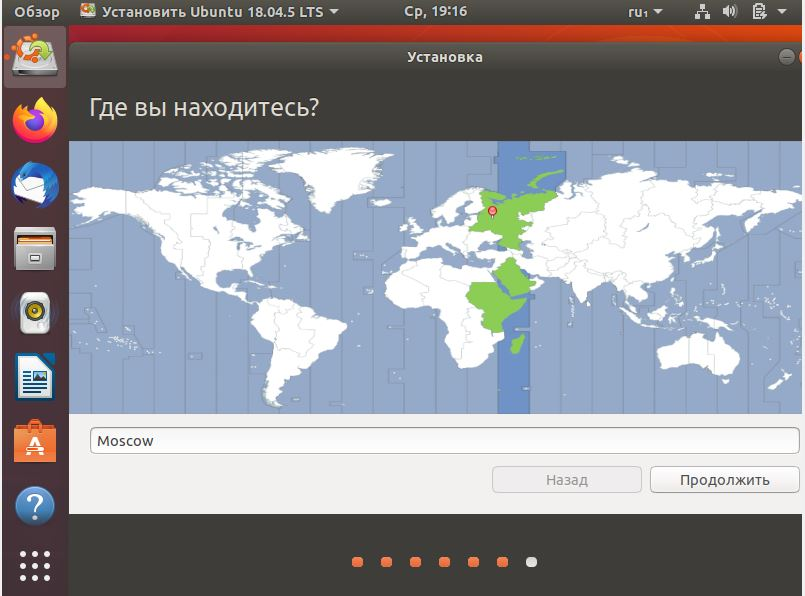 Обзор
Установить Ubuntu 18.04.5 LTS
Ср, 19:16
ru₁
Установка
Где вы находитесь?
Moscow
Назад
Продолжить